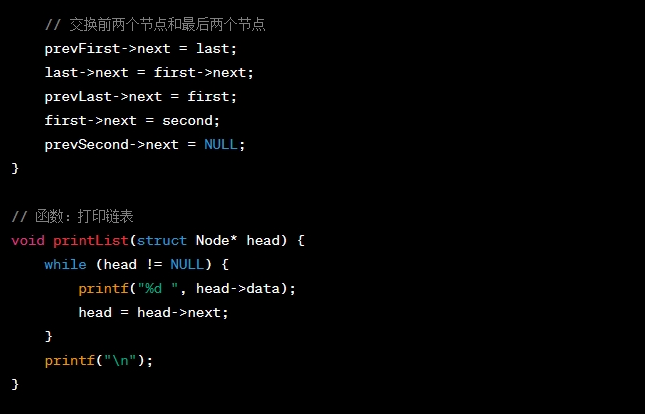 // 交换前两个节点和最后两个节点
prevFirst->next = last;
last->next = first->next;
prevLast->next = first;
first->next = second;
prevSecond->next = NULL;
}
// 函数: 打印链表
void printList(struct Node* head) {
while (head != NULL) {
printf("%d ", head->data);
head = head->next;
}
printf("\n");
}